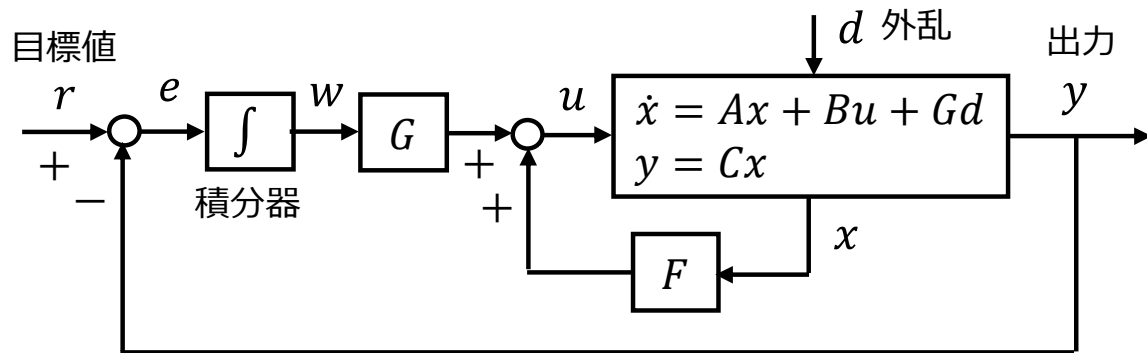 目標値
r
e
∫
積分器
w
G
u
d 外乱
ẋ = Ax + Bu + Gd
y = Cx
出力
y
x
F
+
−
+
+